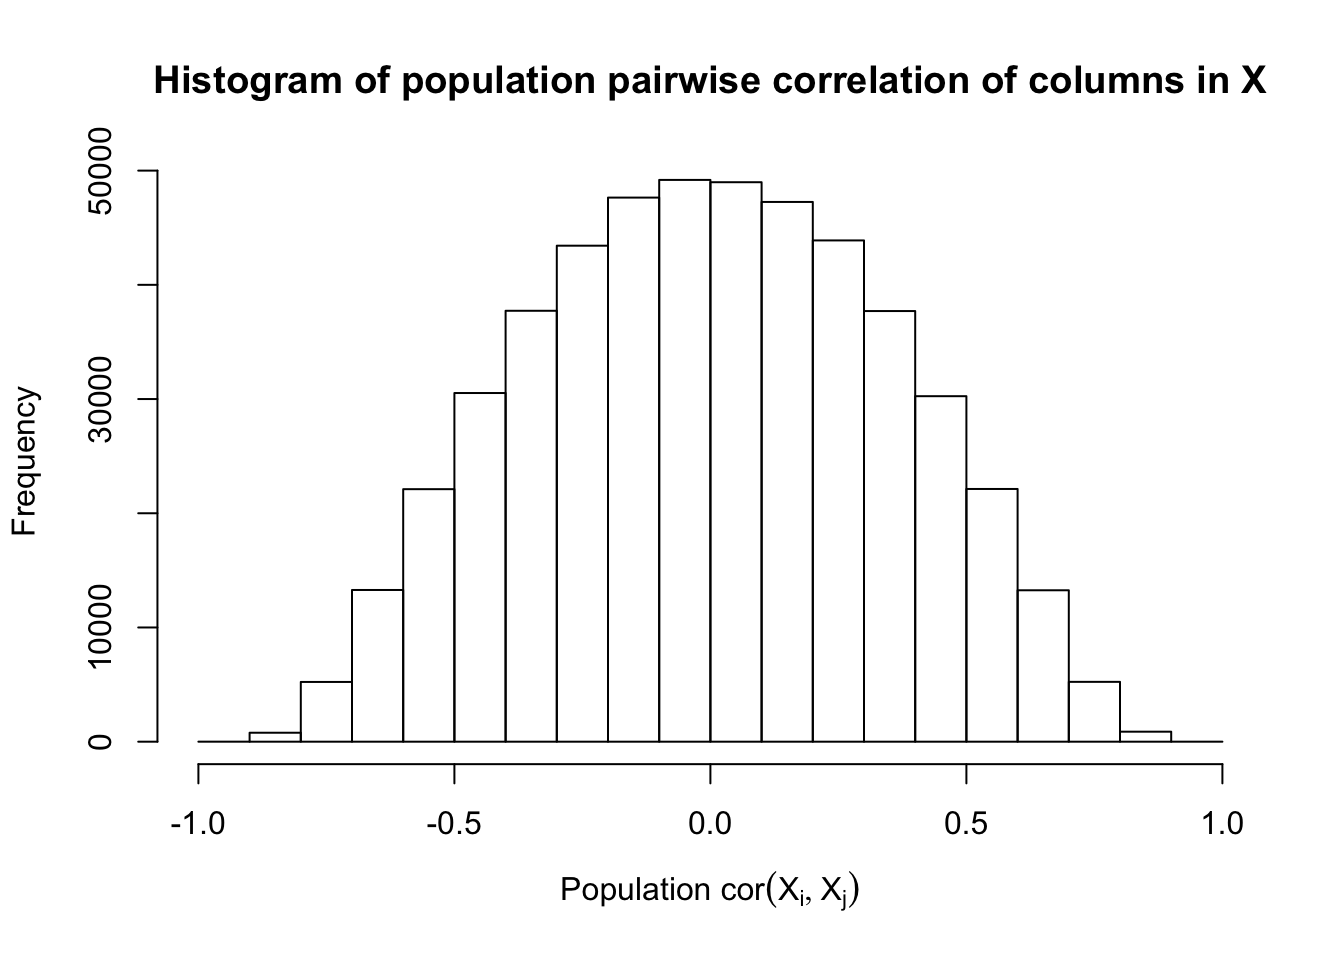 Histogram of population pairwise correlation of columns in X
50000
30000
10000
0
Frequency
-1.0 -0.5 0.0 0.5 1.0
Population cor(Xi, Xj)